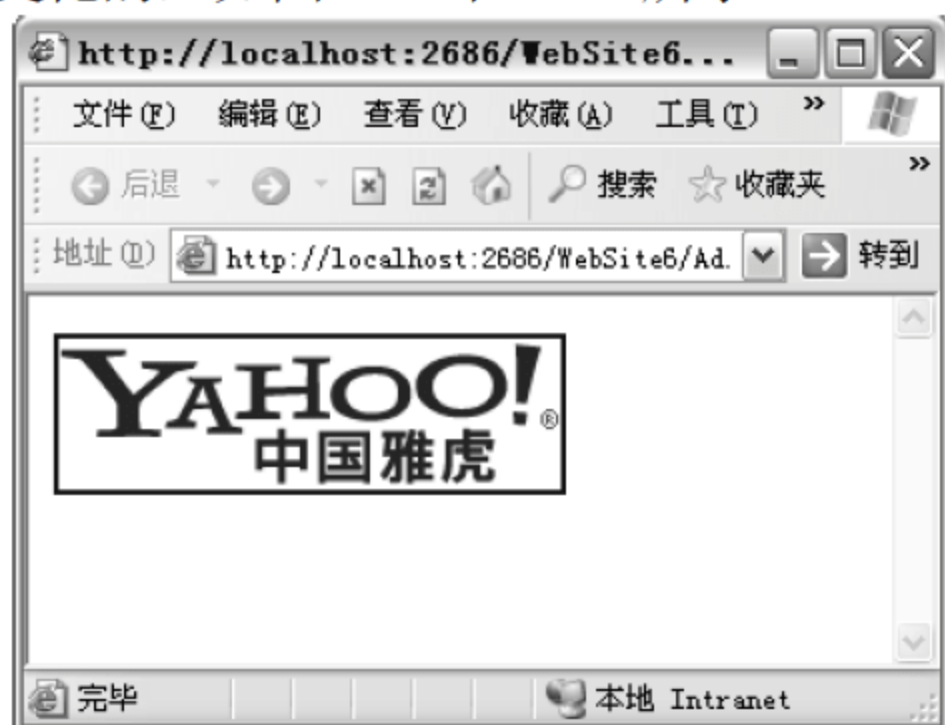 http://localhost:2686/WebSite6...
文件(F) 编辑(E) 查看(V) 收藏(A) 工具(T) »
后退 搜索 收藏夹 »
地址(D) http://localhost:2686/WebSite6/Ad. 转到
YAHOO!®
中国雅虎
完毕 本地 Intranet